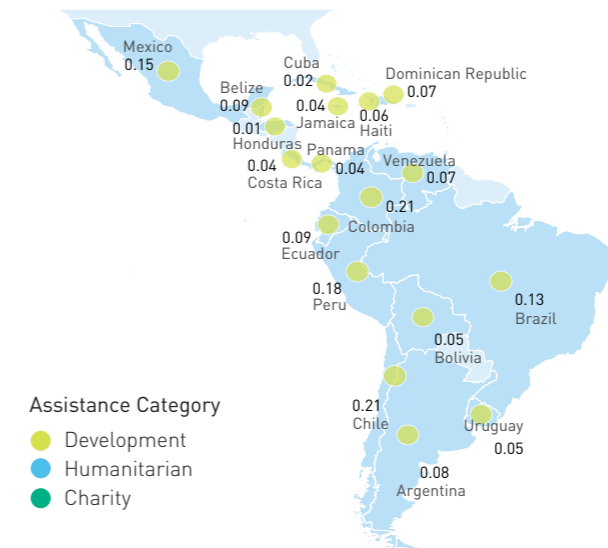 Mexico
0.15
Cuba
0.02
Dominican Republic
0.07
Belize
0.09
0.04
Jamaica
0.06
Haiti
0.01
Honduras
Panama
0.04
0.04
Costa Rica
Venezuela
0.07
0.21
Colombia
0.09
Ecuador
0.18
Peru
0.13
Brazil
0.05
Bolivia
0.21
Chile
Uruguay
0.05
0.08
Argentina
Assistance Category
Development
Humanitarian
Charity